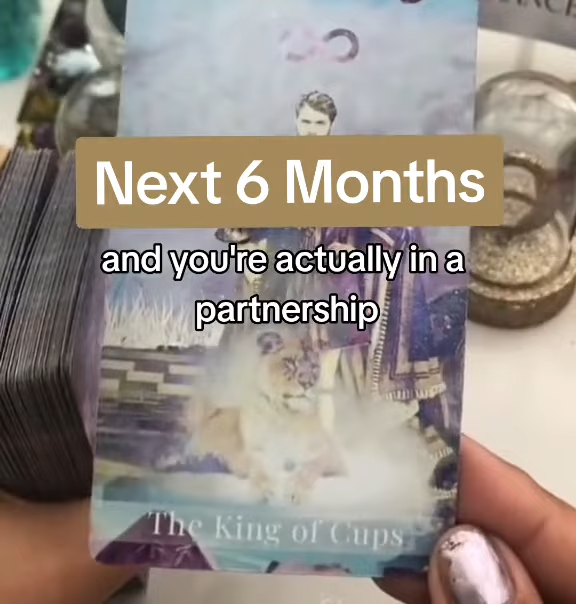 Next 6 Months
and you're actually in a
partnership
The King of Cups